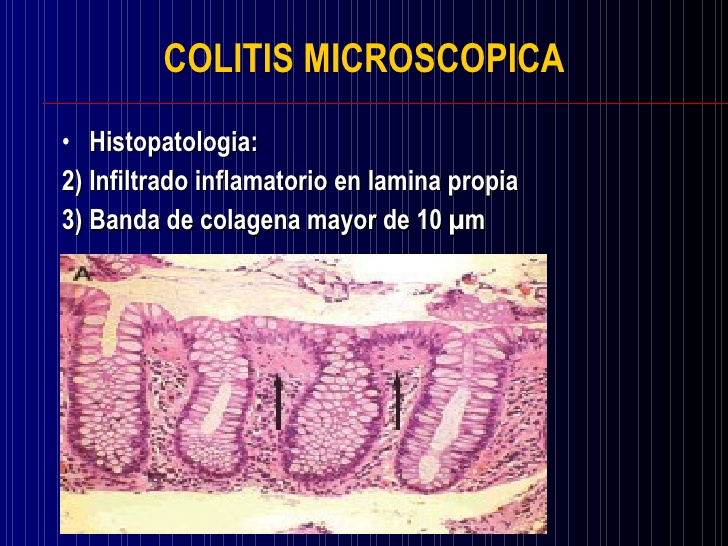 COLITIS MICROSCOPICA
• Histopatologia:
2) Infiltrado inflamatorio en lamina propia
3) Banda de colagena mayor de 10 µm
A